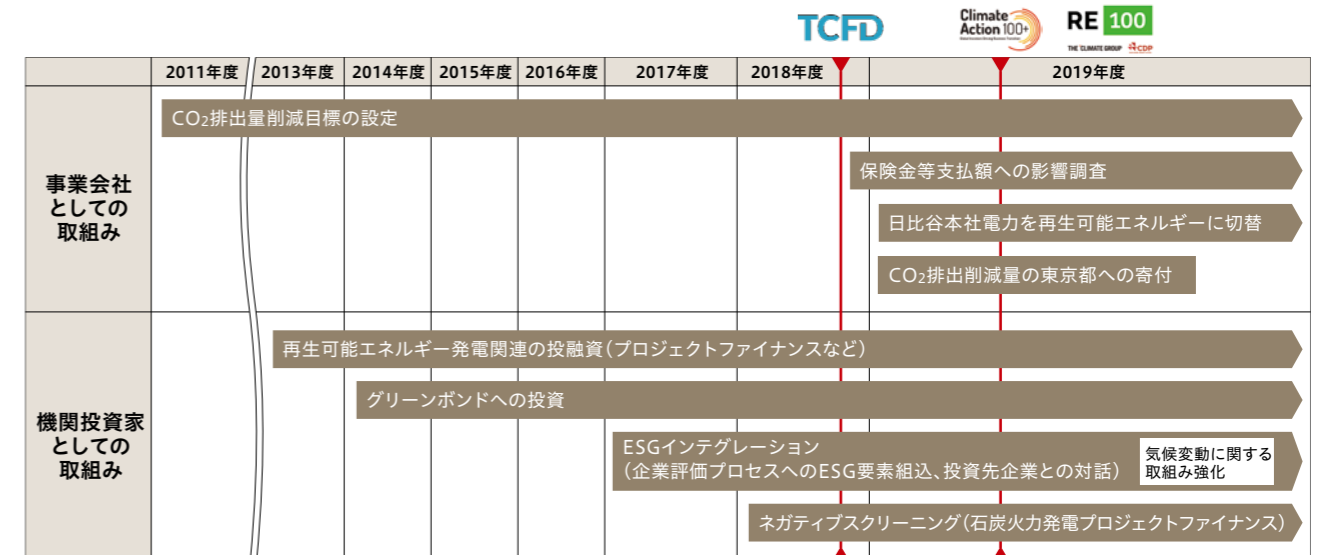 TCFD
Climate
Action 100+
RE 100
THE CLIMATE GROUP CDP
2011年度 2013年度 2014年度 2015年度 2016年度 2017年度 2018年度 2019年度
事業会社
としての
取組み
CO2排出量削減目標の設定
保険金等支払額への影響調査
日比谷本社電力を再生可能エネルギーに切替
CO2排出削減量の東京都への寄付
機関投資家
としての
取組み
再生可能エネルギー発電関連の投融資(プロジェクトファイナンスなど)
グリーンボンドへの投資
ESGインテグレーション
(企業評価プロセスへのESG要素組込、投資先企業との対話)
気候変動に関する
取組み強化
ネガティブスクリーニング(石炭火力発電プロジェクトファイナンス)